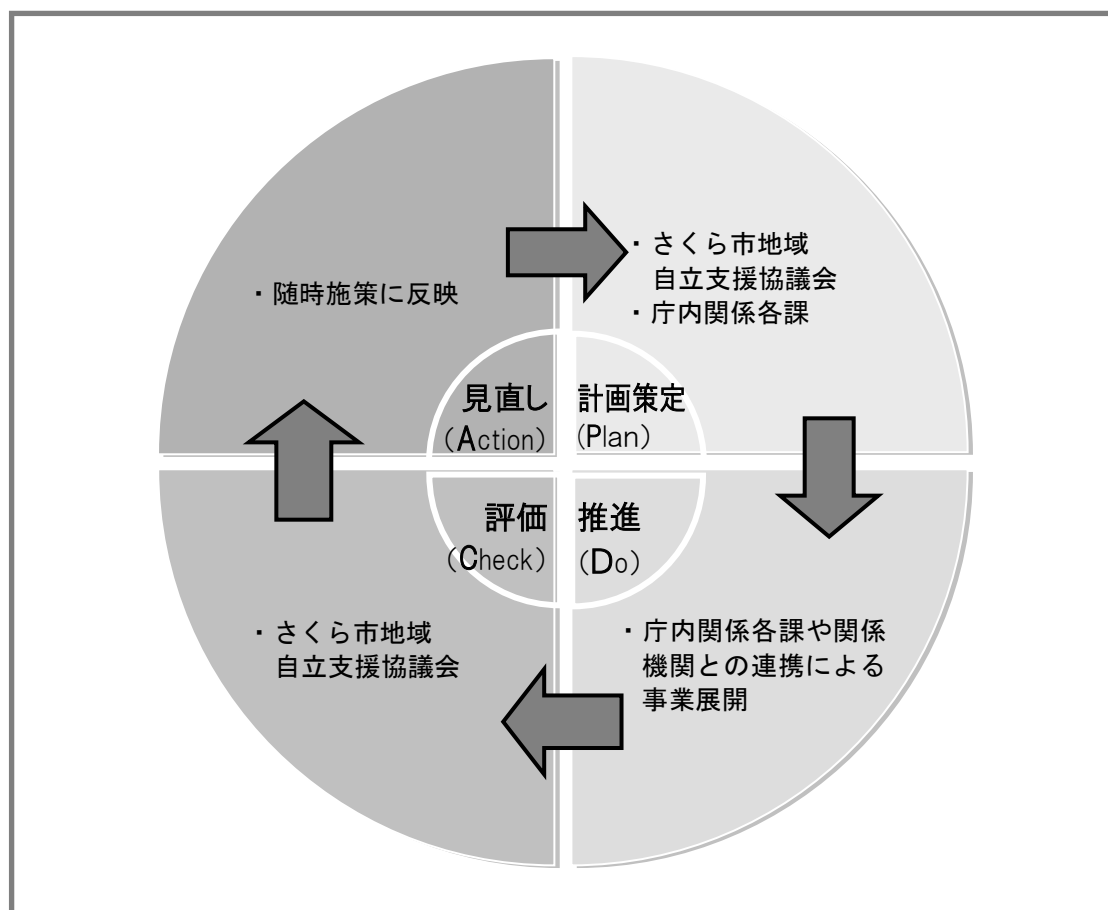 ・さくら市地域
自立支援協議会
・庁内関係各課
・随時施策に反映
見直し
(Action)
計画策定
(Plan)
評価
(Check)
推進
(Do)
・さくら市地域
自立支援協議会
・庁内関係各課や関係
機関との連携による
事業展開